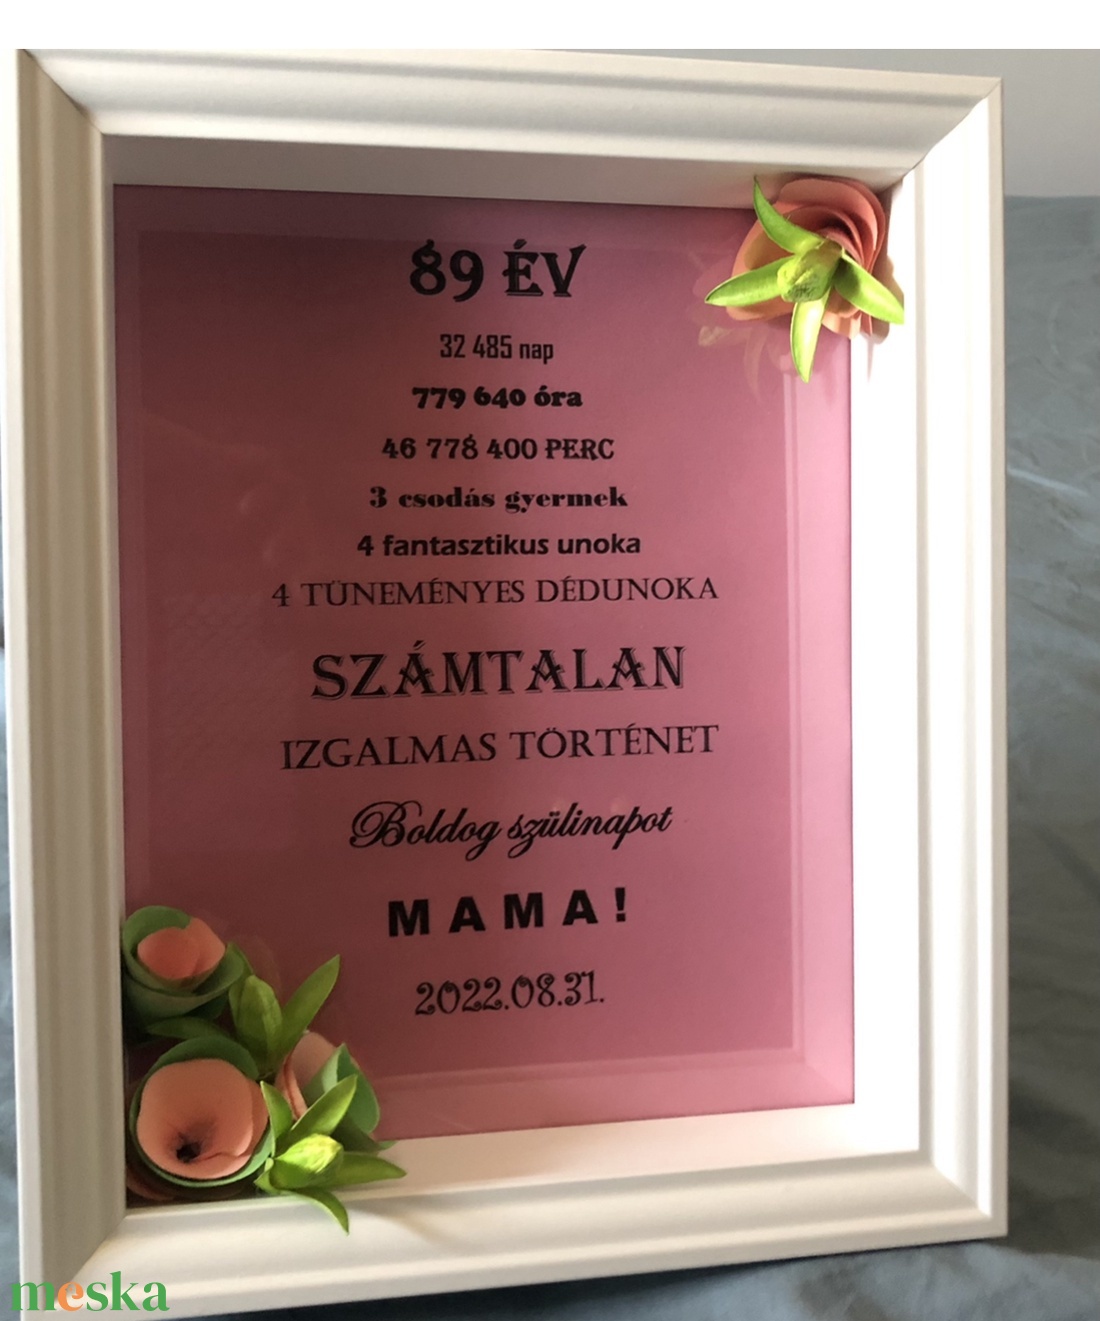 89 ÉV
32 485 nap
779 640 óra
46 778 400 PERC
3 csodás gyermek
4 fantasztikus unoka
4 TÜNEMÉNYES DÉDUNOKA
SZÁMTALAN
IZGALMAS TÖRTÉNET
Boldog szülinapot
MAMA!
2022.08.31.
meska